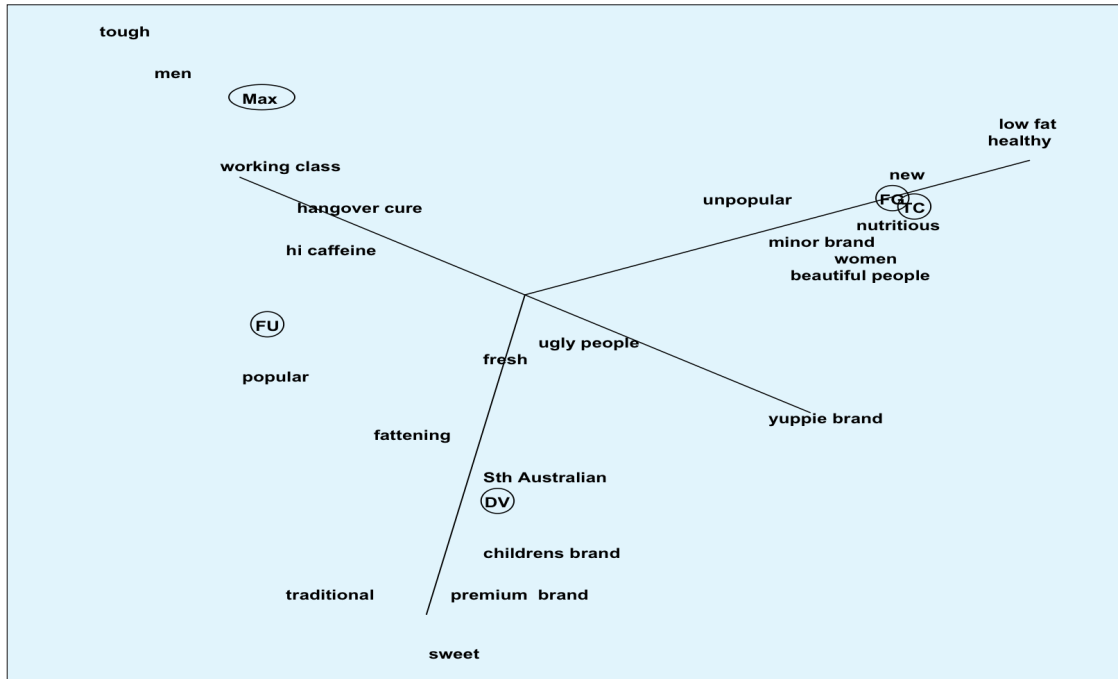 tough
men
Max
low fat
healthy
working class
new
unpopular
FG
TC
hangover cure
nutritious
minor brand
hi caffeine
women
beautiful people
FU
ugly people
fresh
popular
yuppie brand
fattening
Sth Australian
DV
childrens brand
traditional
premium brand
sweet